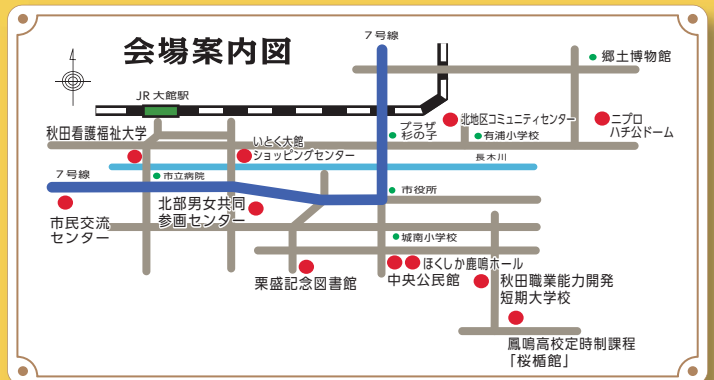 会場案内図
7号線
郷土博物館
JR 大館駅
秋田看護福祉大学
いとく大館
ショッピングセンター
プラザ
杉の子
北地区コミュニティセンター
有浦小学校
ニプロ
ハチ公ドーム
長木川
7号線
市立病院
市役所
市民交流
センター
北部男女共同
参画センター
城南小学校
栗盛記念図書館
ほくしか鹿鳴ホール
中央公民館
秋田職業能力開発
短期大学校
鳳鳴高校定時制課程
「桜楯館」